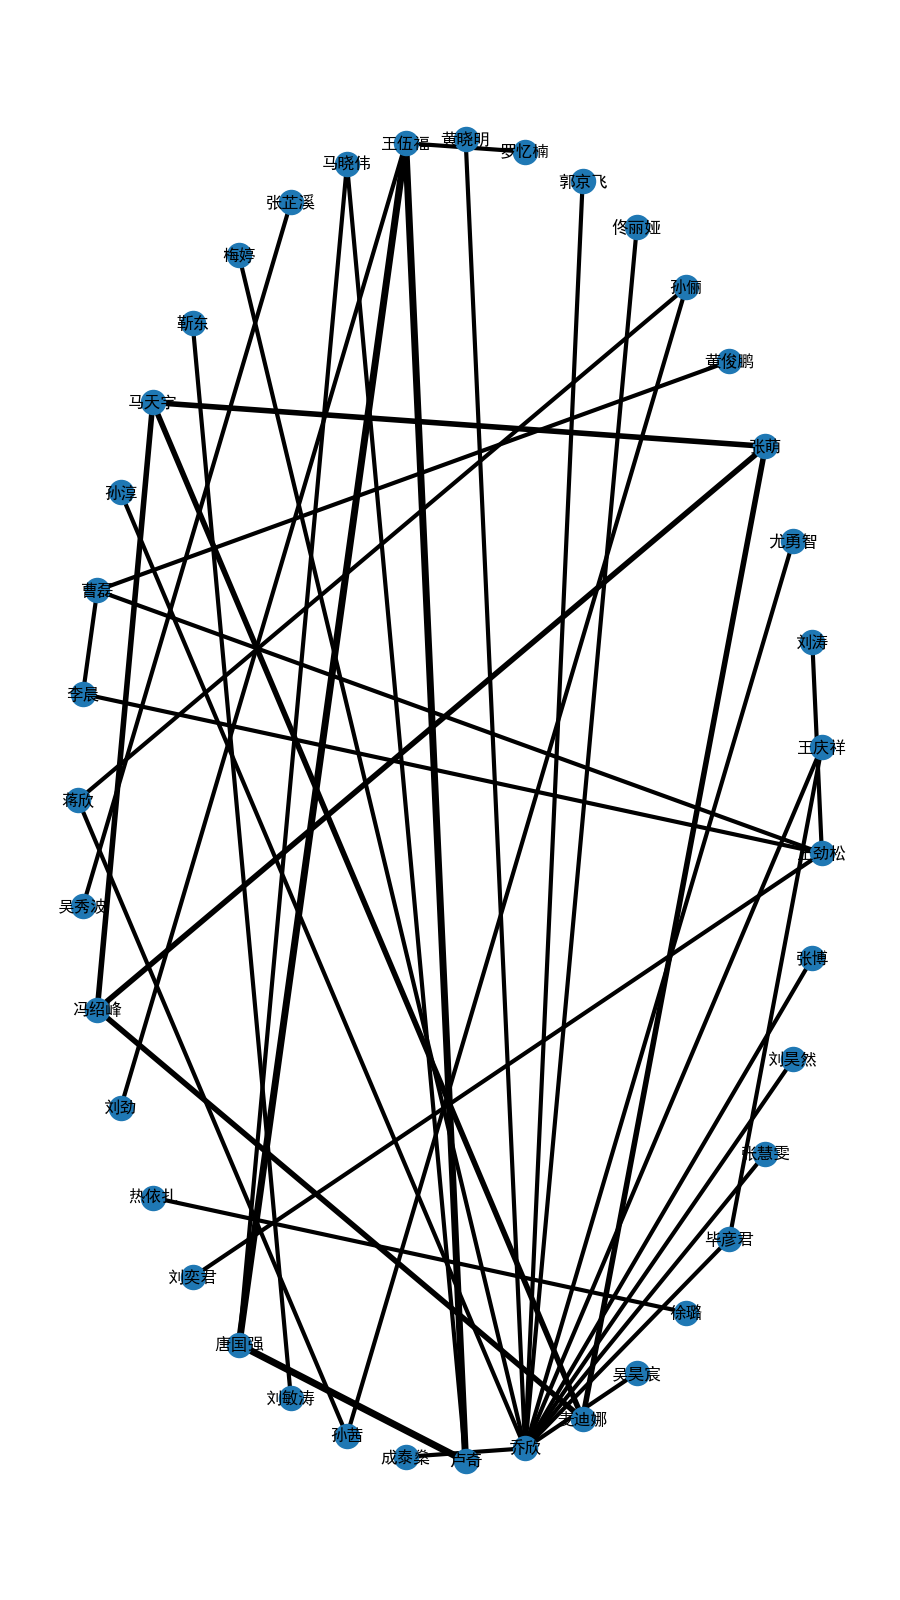 黄晓明
王伍福
罗忆楠
马晓伟
郭京飞
张芷溪
佟丽娅
梅婷
孙俪
靳东
黄俊鹏
马天宇
张萌
孙淳
尤勇智
曹磊
刘涛
李晨
王庆祥
蒋欣
王劲松
吴秀波
张博
冯绍峰
刘昊然
刘劲
张慧雯
热依扎
毕彦君
刘奕君
徐璐
唐国强
吴昊宸
刘敏涛
迪娜
孙茜
乔欣
成泰燊
卢奇